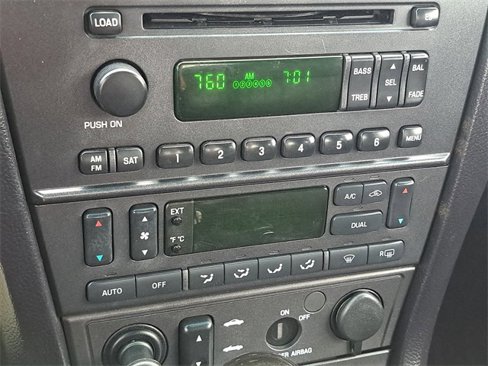 LOAD
AM
760 7:01
BASS SEL BAL
TREB FADE
PUSH ON
AM FM SAT 1 2 3 4 5 6 MENU
EXT
A/C
°F °C
DUAL
AUTO OFF R
ON
OFF
AIRBAG